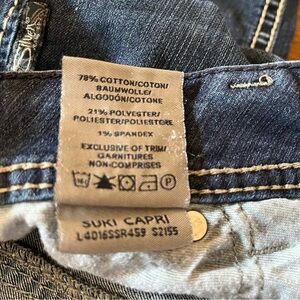 78% COTTON/COTON/
BAUMWOLLE/
ALGODÓN/COTONE
21% POLYESTER/
POLIESTER/POLIESTERE
1% SPANDEX
EXCLUSIVE OF TRIM/
GARNITURES
NON-COMPRISES
SUKI CAPRI
L4016SSR459 S2155